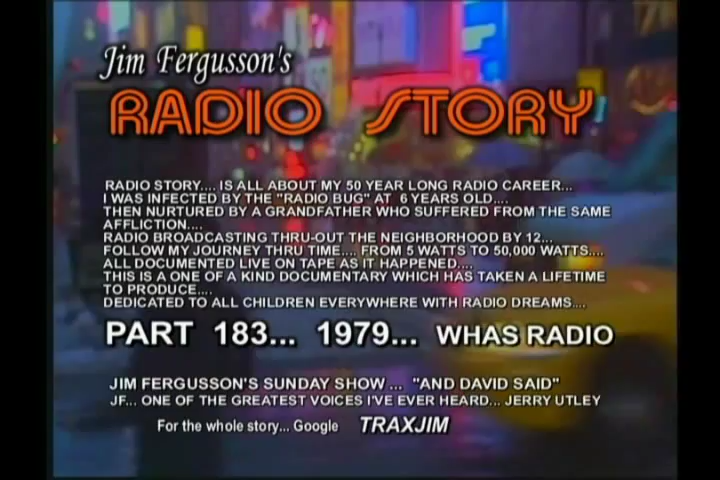 Jim Fergusson's
RADIO STORY
RADIO STORY.... IS ALL ABOUT MY 50 YEAR LONG RADIO CAREER...
I WAS INFECTED BY THE "RADIO BUG" AT 6 YEARS OLD....
THEN NURTURED BY A GRANDFATHER WHO SUFFERED FROM THE SAME
AFFLICTION....
RADIO BROADCASTING THRU-OUT THE NEIGHBORHOOD BY 12...
FOLLOW MY JOURNEY THRU TIME.... FROM 5 WATTS TO 50,000 WATTS....
ALL DOCUMENTED LIVE ON TAPE AS IT HAPPENED....
THIS IS A ONE OF A KIND DOCUMENTARY WHICH HAS TAKEN A LIFETIME
TO PRODUCE....
DEDICATED TO ALL CHILDREN EVERYWHERE WITH RADIO DREAMS....
PART 183... 1979... WHAS RADIO
JIM FERGUSSON'S SUNDAY SHOW... "AND DAVID SAID"
JF... ONE OF THE GREATEST VOICES I'VE EVER HEARD... JERRY UTLEY
For the whole story... Google TRAXJIM